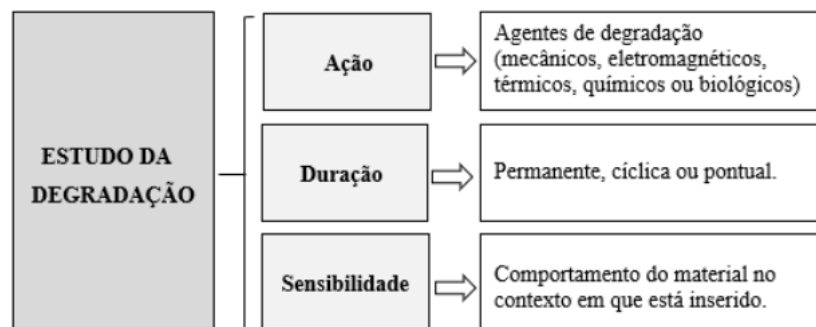 ESTUDO DA
DEGRADAÇÃO
Ação
Agentes de degradação
(mecânicos, eletromagnéticos,
térmicos, químicos ou biológicos)
Duração
Permanente, cíclica ou pontual.
Sensibilidade
Comportamento do material no
contexto em que está inserido.